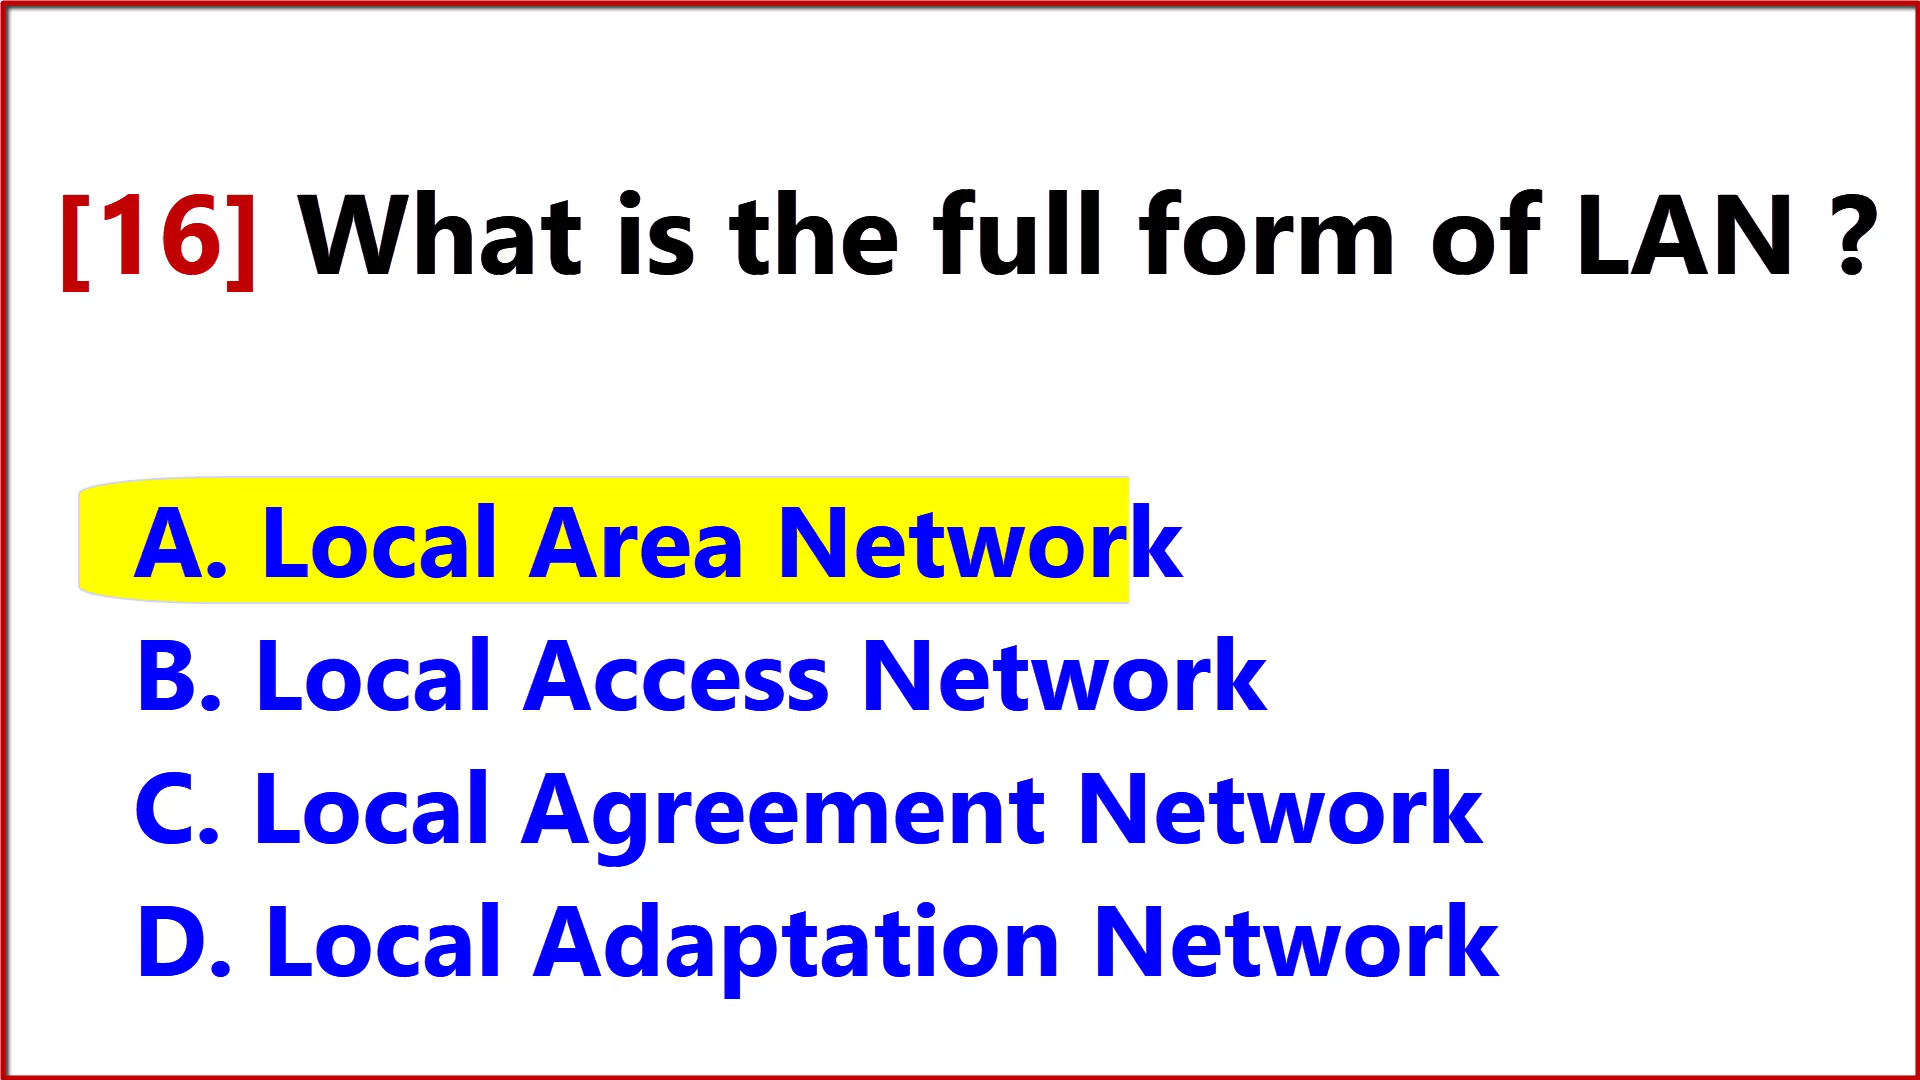 [16] What is the full form of LAN ?
A. Local Area Network
B. Local Access Network
C. Local Agreement Network
D. Local Adaptation Network